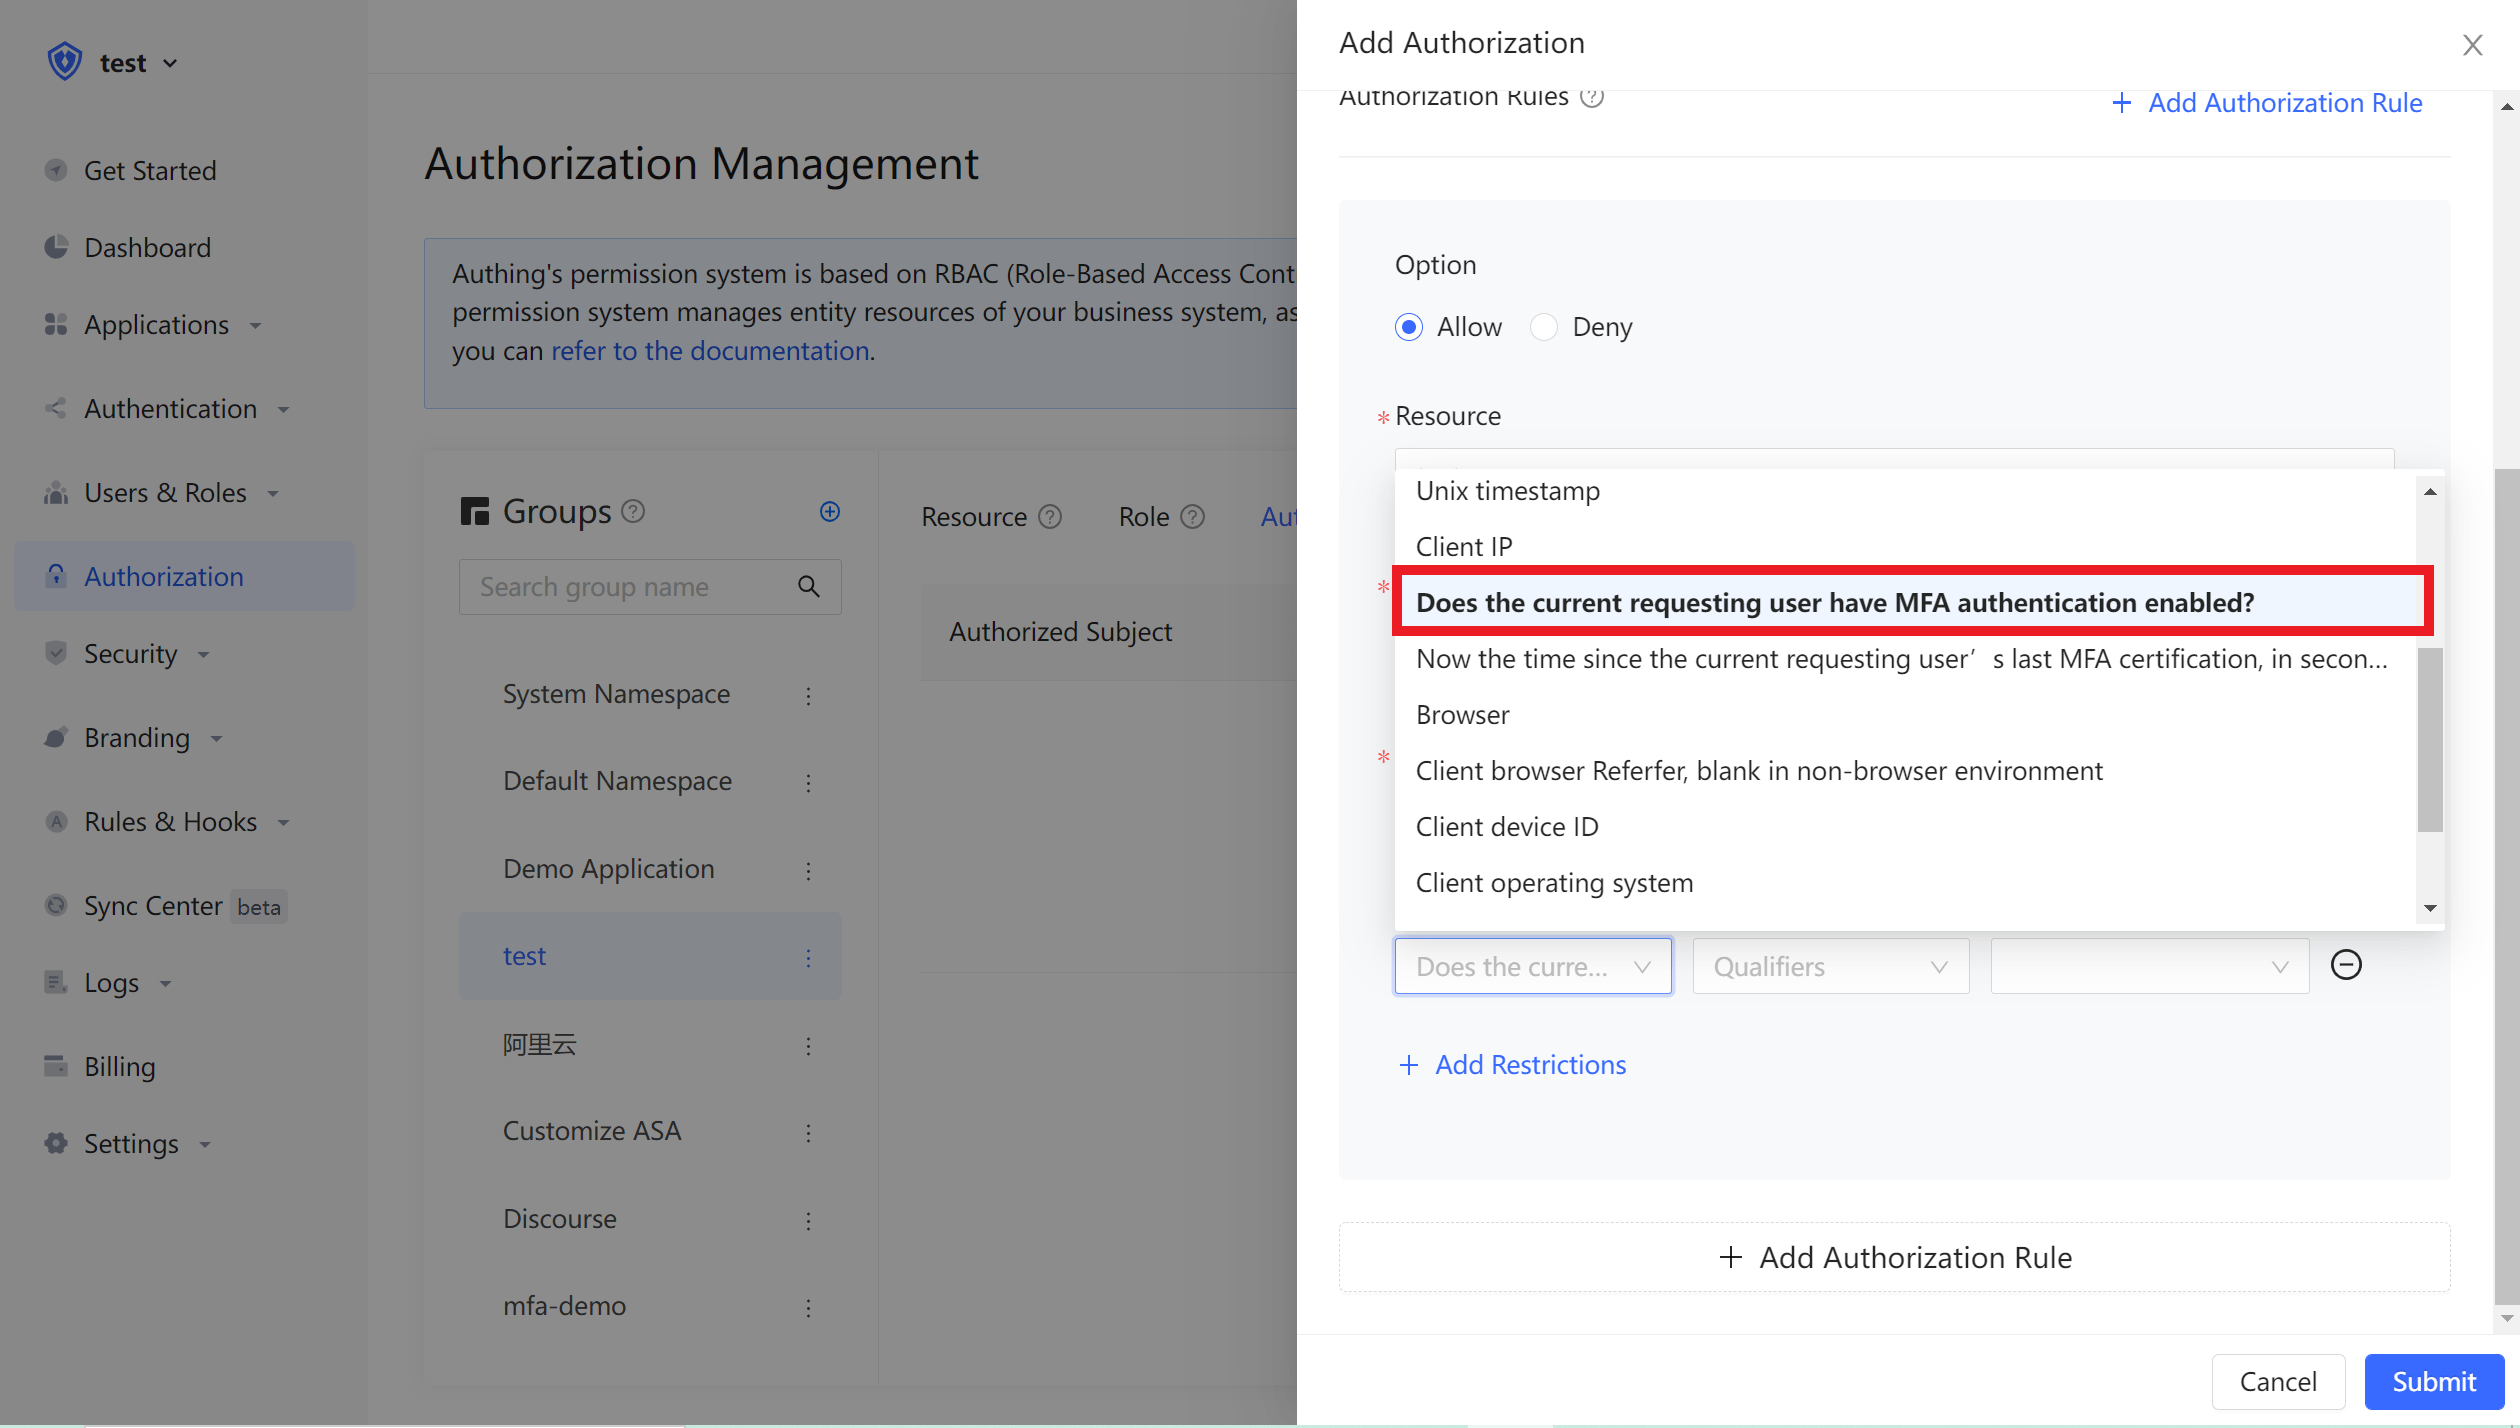 test
Get Started
Dashboard
Applications
Authentication
Users & Roles
Authorization
Security
Branding
Rules & Hooks
Sync Center beta
Logs
Billing
Settings
Authorization Management
Authing's permission system is based on RBAC (Role-Based Access Cont
permission system manages entity resources of your business system, as
you can refer to the documentation.
Groups
Search group name
System Namespace
Default Namespace
Demo Application
test
阿里云
Customize ASA
Discourse
mfa-demo
Resource Role Aut
Authorized Subject
Add Authorization
Authorization Rules
Add Authorization Rule
Option
Allow Deny
* Resource
Unix timestamp
Client IP
* Does the current requesting user have MFA authentication enabled?
Now the time since the current requesting user’s last MFA certification, in secon...
Browser
* Client browser Referfer, blank in non-browser environment
Client device ID
Client operating system
Does the curre... Qualifiers
Add Restrictions
Add Authorization Rule
Cancel Submit